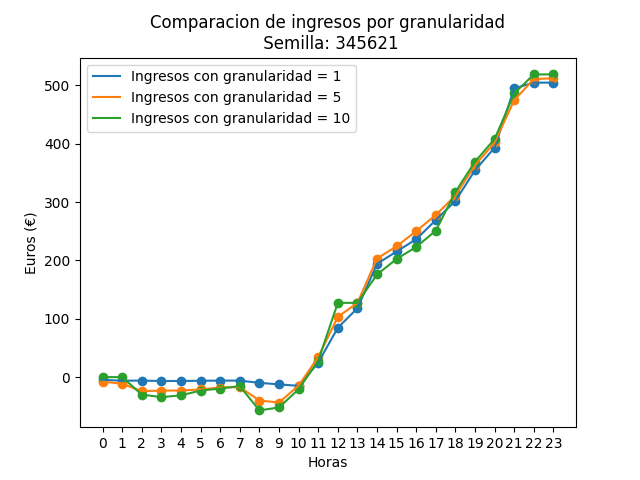 Comparacion de ingresos por granularidad
Semilla: 345621
Ingresos con granularidad = 1
Ingresos con granularidad = 5
Ingresos con granularidad = 10
Euros (€)
500
400
300
200
100
0
0 1 2 3 4 5 6 7 8 9 10 11 12 13 14 15 16 17 18 19 20 21 22 23
Horas